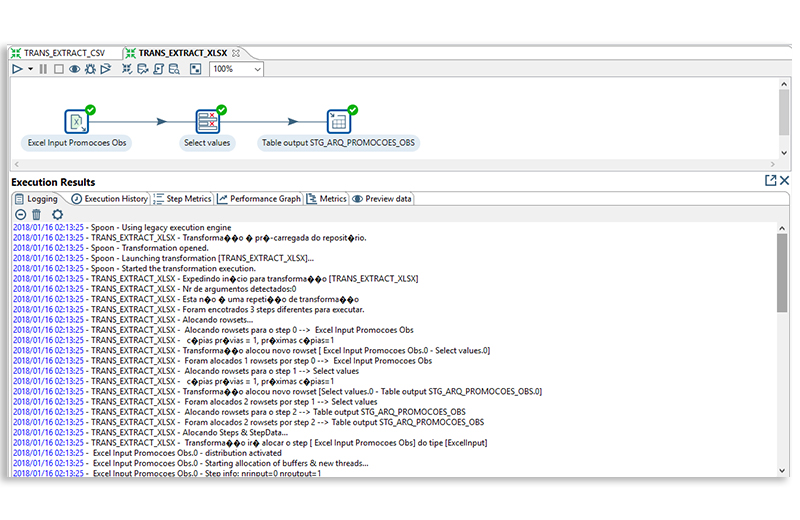 TRANS_EXTRACT_CSV TRANS_EXTRACT_XLSX
100%
Excel Input Promocoes Obs Select values Table output STG_ARQ_PROMOCOES_OBS
Execution Results
Logging Execution History Step Metrics Performance Graph Metrics Preview data
2018/01/16 02:13:25 - Spoon - Using legacy execution engine
2018/01/16 02:13:25 - TRANS_EXTRACT_XLSX - Transforma��o � pr�-carregada do reposit�rio.
2018/01/16 02:13:25 - Spoon - Transformation opened.
2018/01/16 02:13:25 - Spoon - Launching transformation [TRANS_EXTRACT_XLSX]...
2018/01/16 02:13:25 - Spoon - Started the transformation execution.
2018/01/16 02:13:25 - TRANS_EXTRACT_XLSX - Expedindo in�cio para transforma��o [TRANS_EXTRACT_XLSX]
2018/01/16 02:13:25 - TRANS_EXTRACT_XLSX - Nr de argumentos detectados:0
2018/01/16 02:13:25 - TRANS_EXTRACT_XLSX - Esta n�o � uma repeti��o de transforma��o
2018/01/16 02:13:25 - TRANS_EXTRACT_XLSX - Foram encotrados 3 steps diferentes para executar.
2018/01/16 02:13:25 - TRANS_EXTRACT_XLSX - Alocando rowsets...
2018/01/16 02:13:25 - TRANS_EXTRACT_XLSX - Alocando rowsets para o step 0 --> Excel Input Promocoes Obs
2018/01/16 02:13:25 - TRANS_EXTRACT_XLSX - c�pias pr�vias = 1, pr�ximas c�pias=1
2018/01/16 02:13:25 - TRANS_EXTRACT_XLSX - Transforma��o alocou novo rowset [ Excel Input Promocoes Obs.0 - Select values.0]
2018/01/16 02:13:25 - TRANS_EXTRACT_XLSX - Foram alocados 1 rowsets por step 0 --> Excel Input Promocoes Obs
2018/01/16 02:13:25 - TRANS_EXTRACT_XLSX - Alocando rowsets para o step 1 --> Select values
2018/01/16 02:13:25 - TRANS_EXTRACT_XLSX - c�pias pr�vias = 1, pr�ximas c�pias=1
2018/01/16 02:13:25 - TRANS_EXTRACT_XLSX - Transforma��o alocou novo rowset [Select values.0 - Table output STG_ARQ_PROMOCOES_OBS.0]
2018/01/16 02:13:25 - TRANS_EXTRACT_XLSX - Foram alocados 2 rowsets por step 1 --> Select values
2018/01/16 02:13:25 - TRANS_EXTRACT_XLSX - Alocando rowsets para o step 2 --> Table output STG_ARQ_PROMOCOES_OBS
2018/01/16 02:13:25 - TRANS_EXTRACT_XLSX - Foram alocados 2 rowsets por step 2 --> Table output STG_ARQ_PROMOCOES_OBS
2018/01/16 02:13:25 - TRANS_EXTRACT_XLSX - Alocando Steps & StepData...
2018/01/16 02:13:25 - TRANS_EXTRACT_XLSX - Transforma��o ir� alocar o step [ Excel Input Promocoes Obs] do tipe [ExcelInput]
2018/01/16 02:13:25 - Excel Input Promocoes Obs.0 - distribution activated
2018/01/16 02:13:25 - Excel Input Promocoes Obs.0 - Starting allocation of buffers & new threads...
2018/01/16 02:13:25 - Excel Input Promocoes Obs.0 - Step info: nrinput=0 nroutput=1